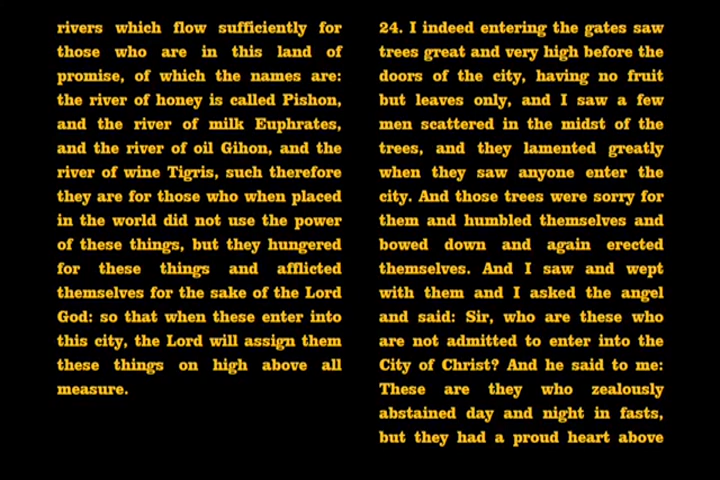 rivers which flow sufficiently for
those who are in this land of
promise, of which the names are:
the river of honey is called Pishon,
and the river of milk Euphrates,
and the river of oil Gihon, and the
river of wine Tigris, such therefore
they are for those who when placed
in the world did not use the power
of these things, but they hungered
for these things and afflicted
themselves for the sake of the Lord
God: so that when these enter into
this city, the Lord will assign them
these things on high above all
measure.
24. I indeed entering the gates saw
trees great and very high before the
doors of the city, having no fruit
but leaves only, and I saw a few
men scattered in the midst of the
trees, and they lamented greatly
when they saw anyone enter the
city. And those trees were sorry for
them and humbled themselves and
bowed down and again erected
themselves. And I saw and wept
with them and I asked the angel
and said: Sir, who are these who
are not admitted to enter into the
City of Christ? And he said to me:
These are they who zealously
abstained day and night in fasts,
but they had a proud heart above